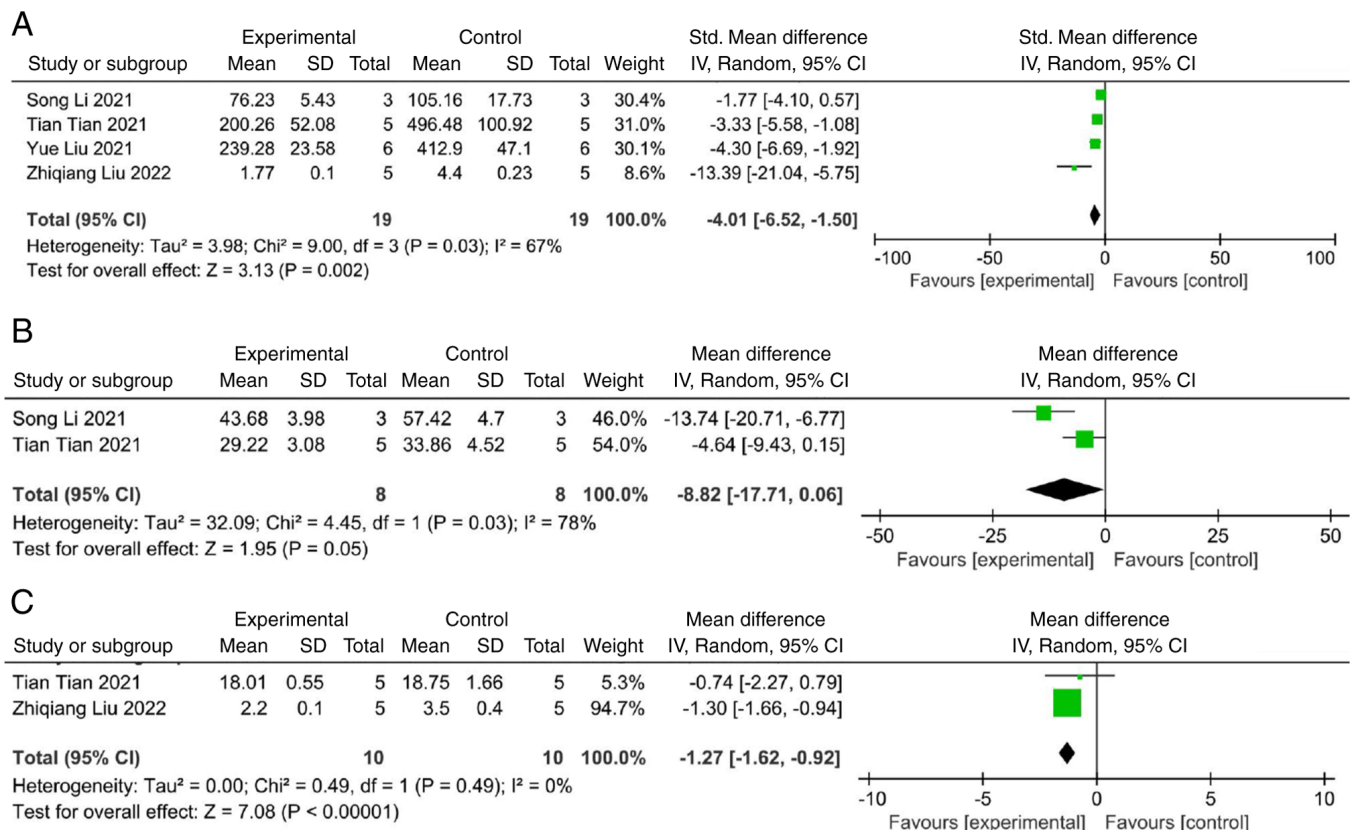 A
Experimental Control Std. Mean difference Std. Mean difference
Study or subgroup Mean SD Total Mean SD Total Weight IV, Random, 95% CI IV, Random, 95% CI
Song Li 2021 76.23 5.43 3 105.16 17.73 3 30.4% -1.77 [-4.10, 0.57]
Tian Tian 2021 200.26 52.08 5 496.48 100.92 5 31.0% -3.33 [-5.58, -1.08]
Yue Liu 2021 239.28 23.58 6 412.9 47.1 6 30.1% -4.30 [-6.69, -1.92]
Zhiqiang Liu 2022 1.77 0.1 5 4.4 0.23 5 8.6% -13.39 [-21.04, -5.75]
Total (95% CI) 19 19 100.0% -4.01 [-6.52, -1.50]
Heterogeneity: Tau² = 3.98; Chi² = 9.00, df = 3 (P = 0.03); I² = 67%
Test for overall effect: Z = 3.13 (P = 0.002)
-100 -50 0 50 100
Favours [experimental] Favours [control]
B
Experimental Control Mean difference Mean difference
Study or subgroup Mean SD Total Mean SD Total Weight IV, Random, 95% CI IV, Random, 95% CI
Song Li 2021 43.68 3.98 3 57.42 4.7 3 46.0% -13.74 [-20.71, -6.77]
Tian Tian 2021 29.22 3.08 5 33.86 4.52 5 54.0% -4.64 [-9.43, 0.15]
Total (95% CI) 8 8 100.0% -8.82 [-17.71, 0.06]
Heterogeneity: Tau² = 32.09; Chi² = 4.45, df = 1 (P = 0.03); I² = 78%
Test for overall effect: Z = 1.95 (P = 0.05)
-50 -25 0 25 50
Favours [experimental] Favours [control]
C
Experimental Control Mean difference Mean difference
Study or subgroup Mean SD Total Mean SD Total Weight IV, Random, 95% CI IV, Random, 95% CI
Tian Tian 2021 18.01 0.55 5 18.75 1.66 5 5.3% -0.74 [-2.27, 0.79]
Zhiqiang Liu 2022 2.2 0.1 5 3.5 0.4 5 94.7% -1.30 [-1.66, -0.94]
Total (95% CI) 10 10 100.0% -1.27 [-1.62, -0.92]
Heterogeneity: Tau² = 0.00; Chi² = 0.49, df = 1 (P = 0.49); I² = 0%
Test for overall effect: Z = 7.08 (P < 0.00001)
-10 -5 0 5 10
Favours [experimental] Favours [control]